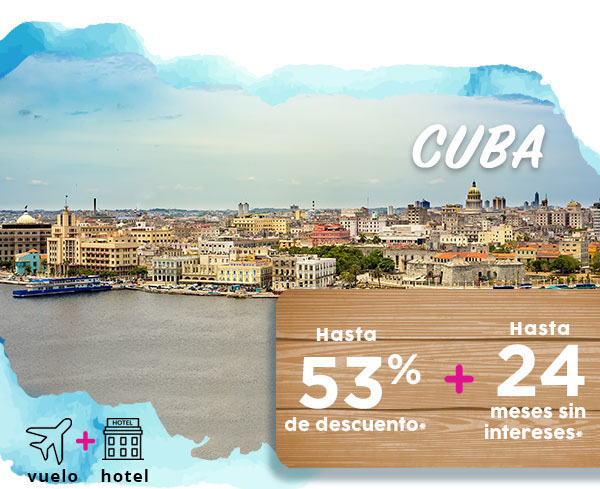 CUBA
Hasta
53%
de descuento*
+
Hasta
24
meses sin
intereses*
HOTEL
+
vuelo hotel